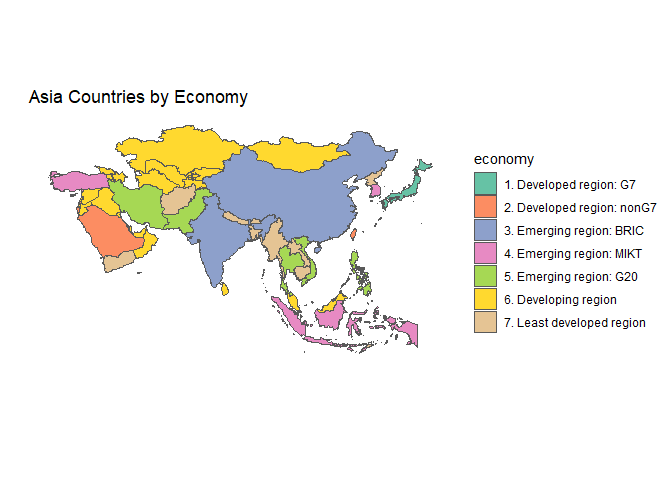 Asia Countries by Economy
economy
1. Developed region: G7
2. Developed region: nonG7
3. Emerging region: BRIC
4. Emerging region: MIKT
5. Emerging region: G20
6. Developing region
7. Least developed region